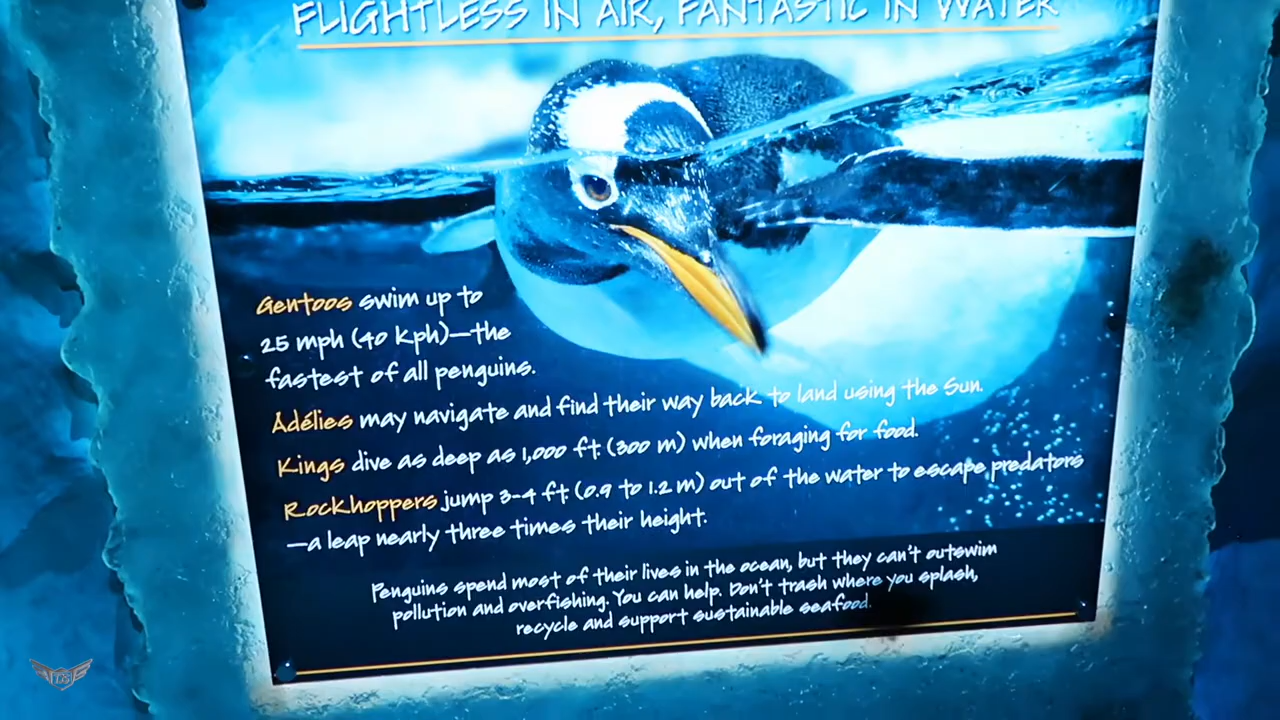 FLIGHTLESS IN AIR, FANTASTIC IN WATER
Gentoos swim up to
25 mph (40 kph)—the
fastest of all penguins.
Adélies may navigate and find their way back to land using the Sun.
Kings dive as deep as 1,000 ft (300 m) when foraging for food.
Rockhoppers jump 3-4 ft (0.9 to 1.2 m) out of the water to escape predators
—a leap nearly three times their height.
Penguins spend most of their lives in the ocean, but they can't outswim
pollution and overfishing. You can help. Don't trash where you splash,
recycle and support sustainable seafood.